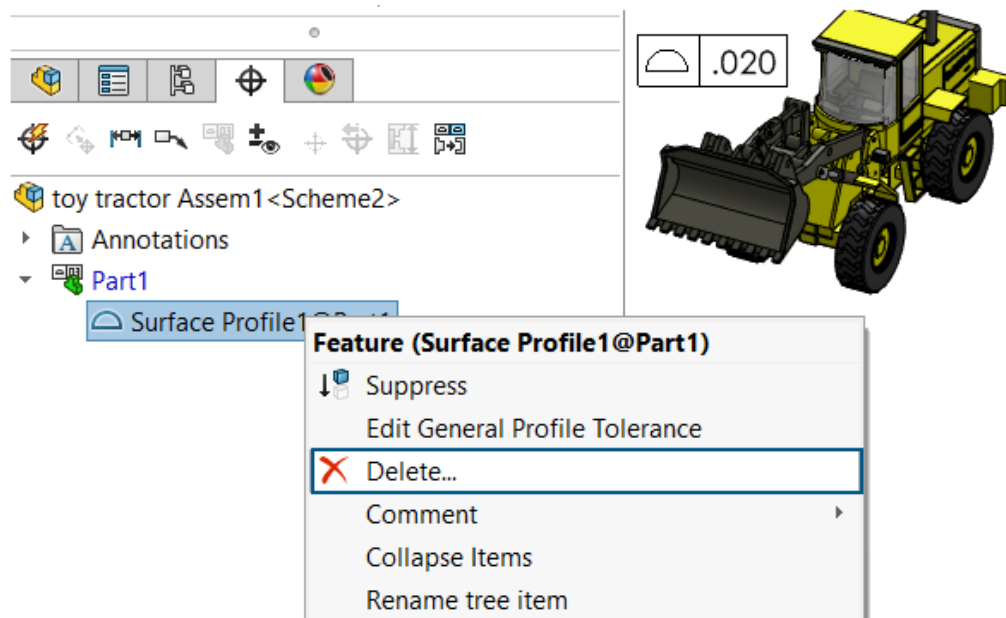 .020
toy tractor Assem1<Scheme2>
Annotations
Part1
Surface Profile1@Part1
Feature (Surface Profile1@Part1)
Suppress
Edit General Profile Tolerance
Delete...
Comment
Collapse Items
Rename tree item